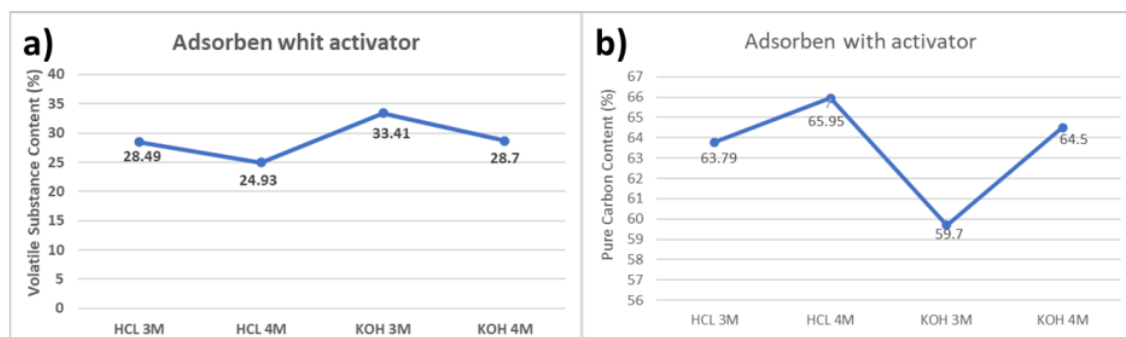 a)
Adsorben whit activator
Volatile Substance Content (%)
40
35
30
25
20
15
10
5
0
28.49
24.93
33.41
28.7
HCL 3M
HCL 4M
KOH 3M
KOH 4M
b)
Adsorben with activator
Pure Carbon Content (%)
67
66
65
64
63
62
61
60
59
58
57
56
63.79
65.95
59.7
64.5
HCL 3M
HCL 4M
KOH 3M
KOH 4M